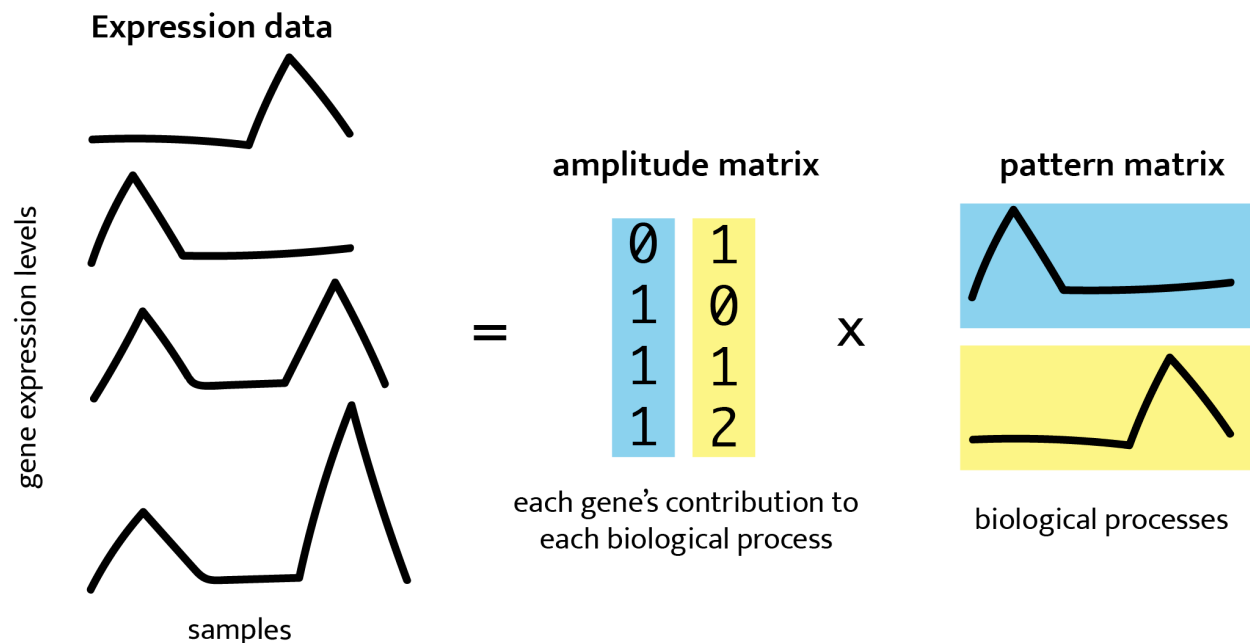 Expression data
gene expression levels
samples
=
amplitude matrix
0 1
1 0
1 1
1 2
each gene’s contribution to
each biological process
x
pattern matrix
biological processes